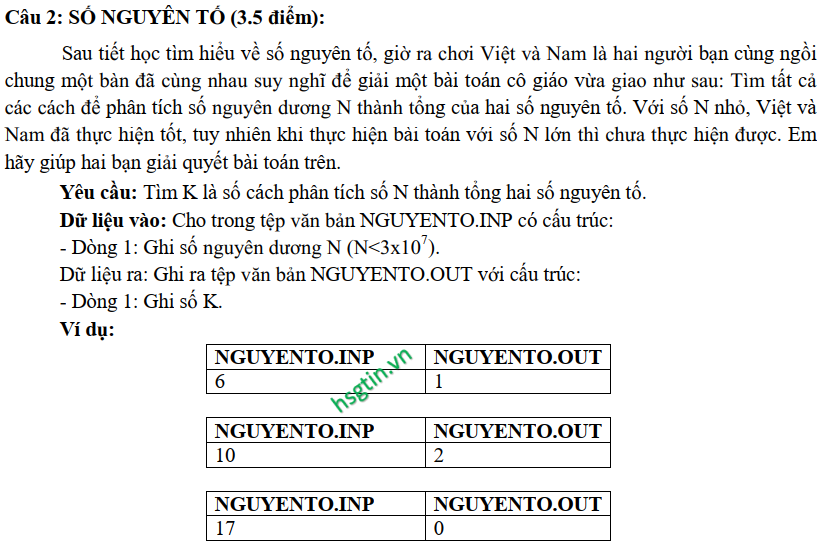 Câu 2: SỐ NGUYÊN TỐ (3.5 điểm):
Sau tiết học tìm hiểu về số nguyên tố, giờ ra chơi Việt và Nam là hai người bạn cùng ngồi
chung một bàn đã cùng nhau suy nghĩ để giải một bài toán cô giáo vừa giao như sau: Tìm tất cả
các cách để phân tích số nguyên dương N thành tổng của hai số nguyên tố. Với số N nhỏ, Việt và
Nam đã thực hiện tốt, tuy nhiên khi thực hiện bài toán với số N lớn thì chưa thực hiện được. Em
hãy giúp hai bạn giải quyết bài toán trên.
Yêu cầu: Tìm K là số cách phân tích số N thành tổng hai số nguyên tố.
Dữ liệu vào: Cho trong tệp văn bản NGUYENTO.INP có cấu trúc:
- Dòng 1: Ghi số nguyên dương N (N<3x10⁷).
Dữ liệu ra: Ghi ra tệp văn bản NGUYENTO.OUT với cấu trúc:
- Dòng 1: Ghi số K.
Ví dụ:
NGUYENTO.INP NGUYENTO.OUT
6 1
hsgtin.vn
NGUYENTO.INP NGUYENTO.OUT
10 2
NGUYENTO.INP NGUYENTO.OUT
17 0